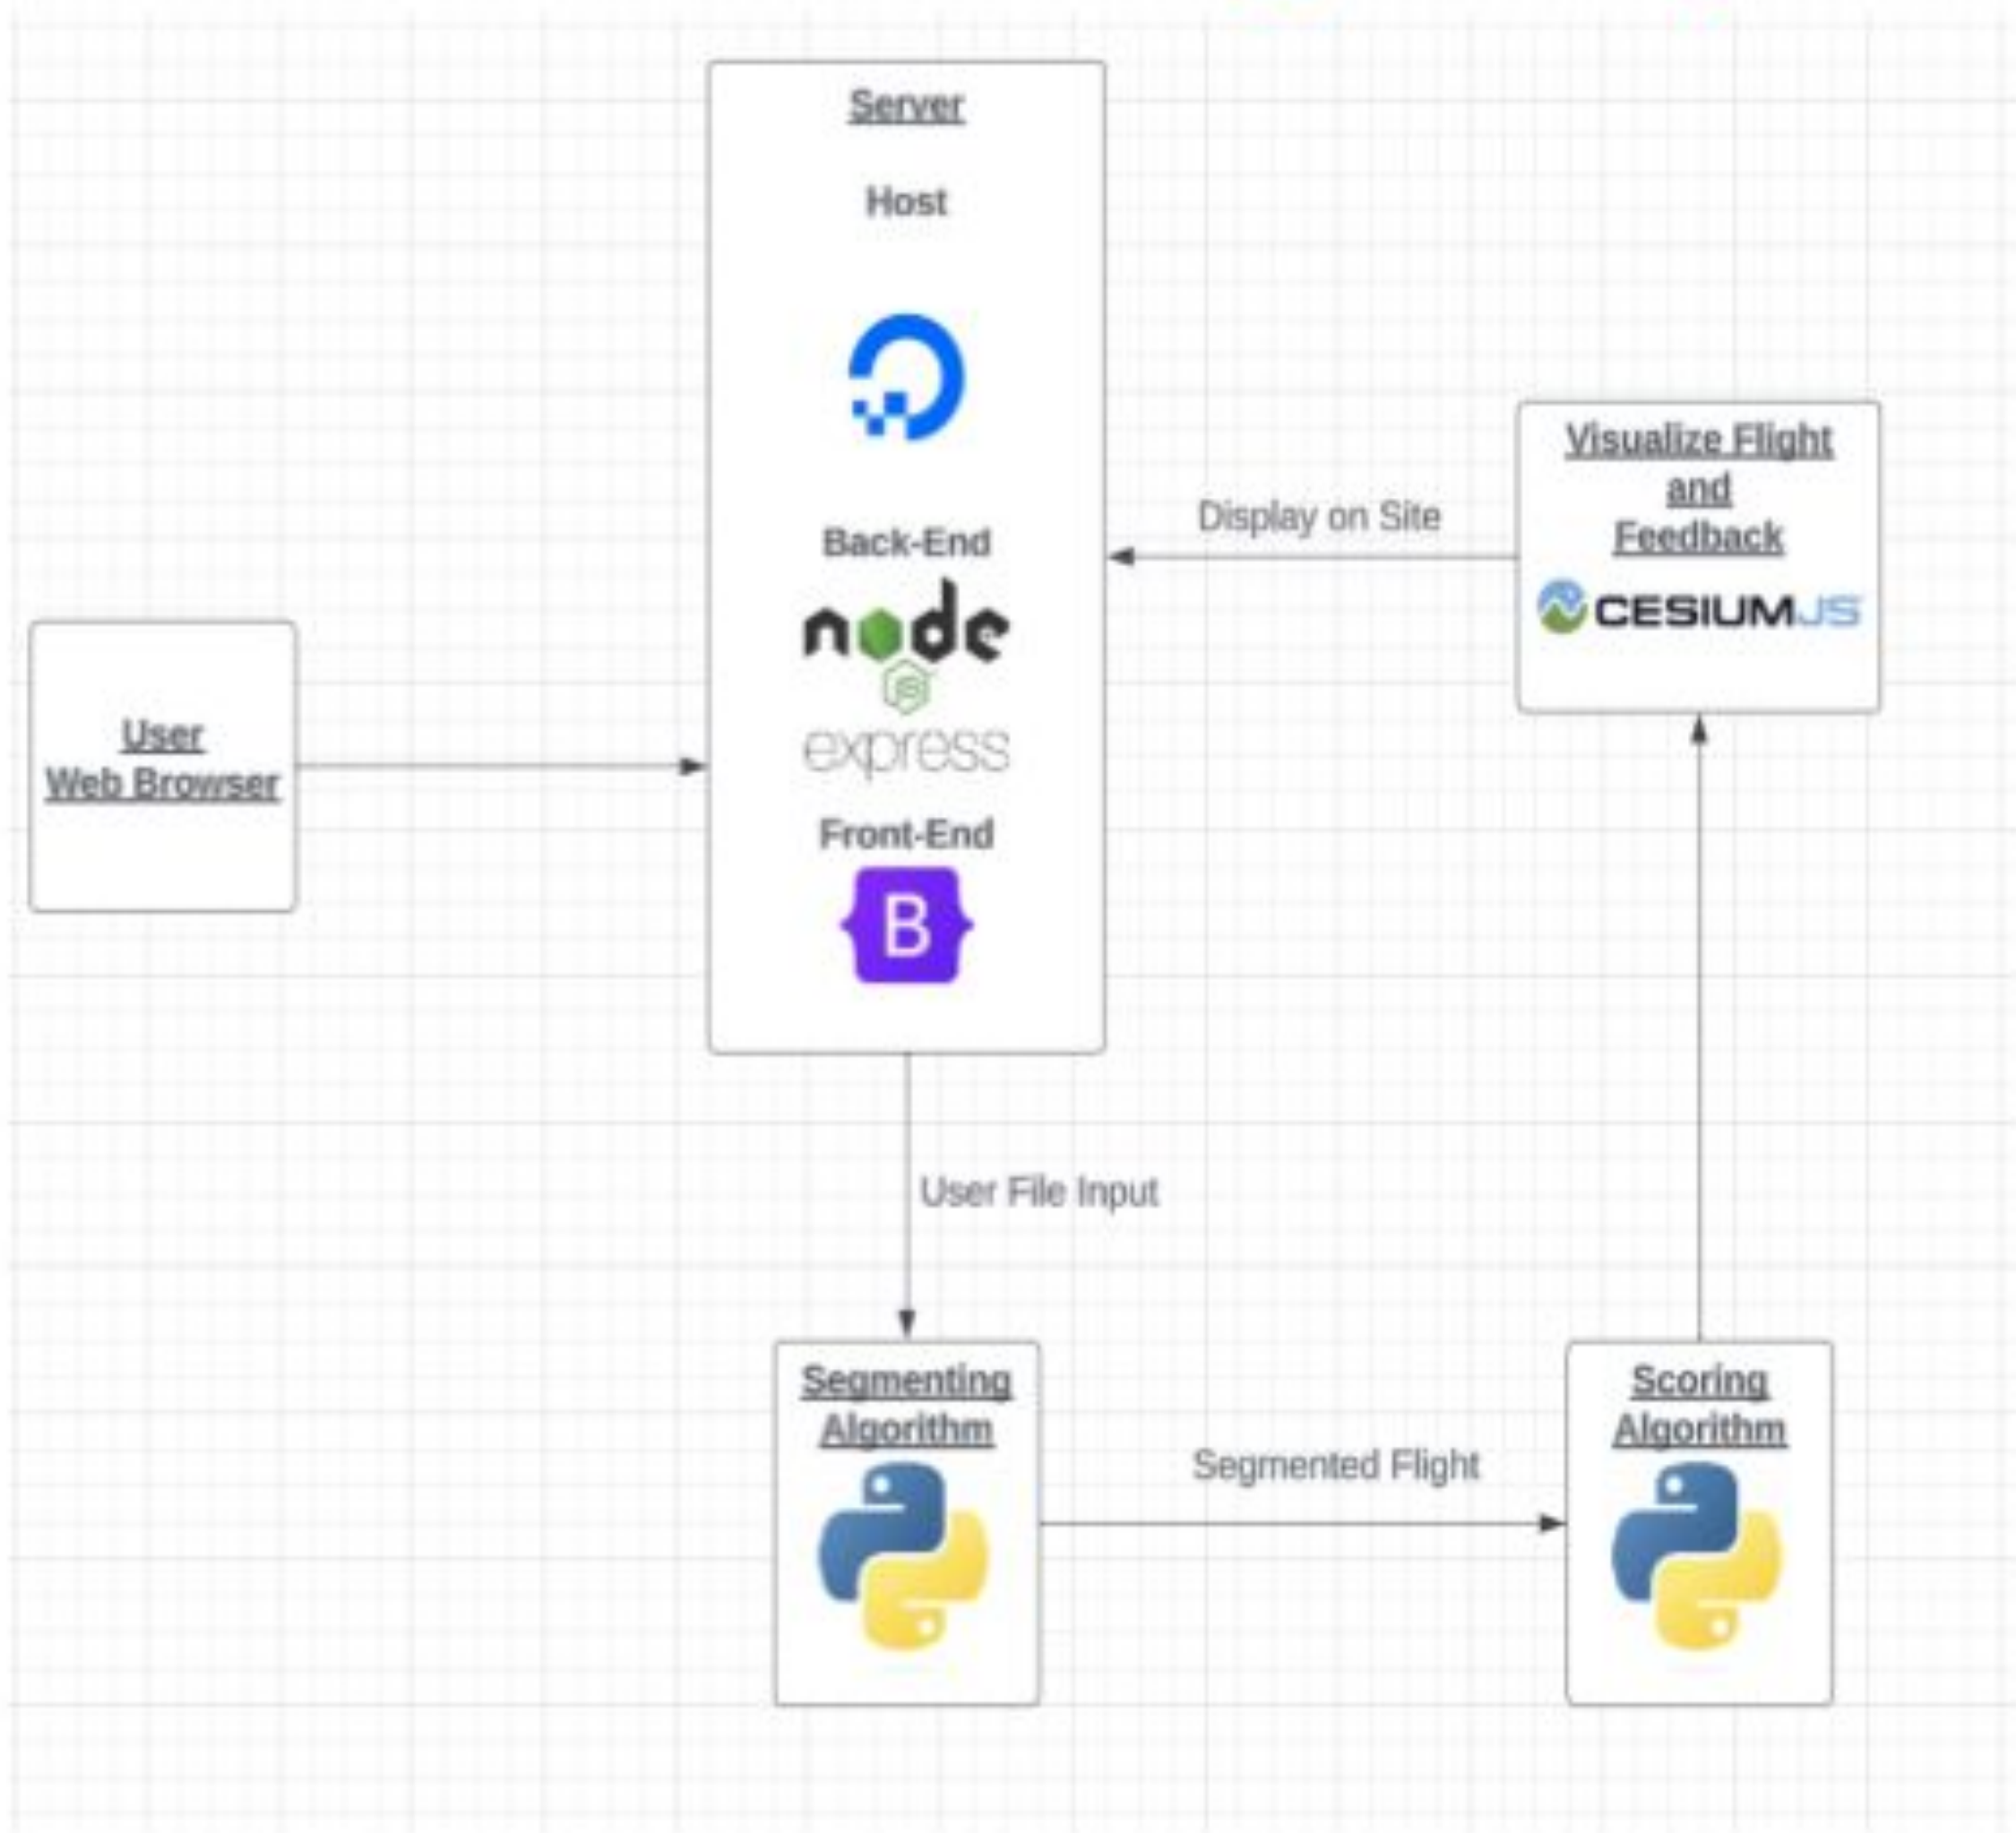 Server
Host
Back-End
node
JS
express
Front-End
B
User
Web Browser
Display on Site
Visualize Flight
and
Feedback
CESIUMJS
User File Input
Segmenting
Algorithm
Segmented Flight
Scoring
Algorithm